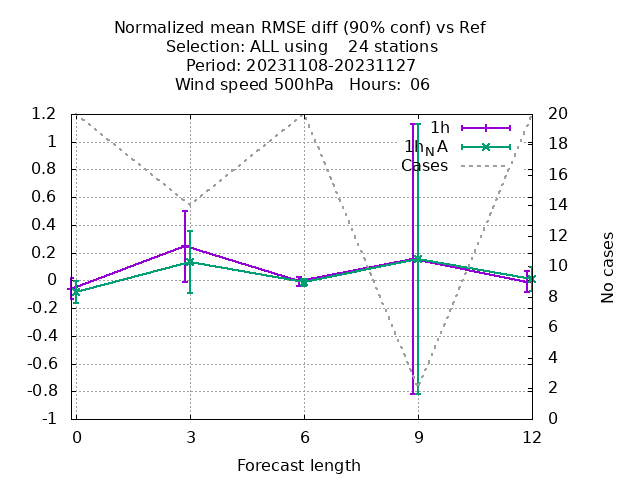 Normalized mean RMSE diff (90% conf) vs Ref
Selection: ALL using    24 stations
Period: 20231108-20231127
Wind speed 500hPa   Hours:  06
1.2
1
0.8
0.6
0.4
0.2
0
-0.2
-0.4
-0.6
-0.8
-1
20
18
16
14
12
10
8
6
4
2
0
1h
1h_N A
Cases
No cases
0 3 6 9 12
Forecast length